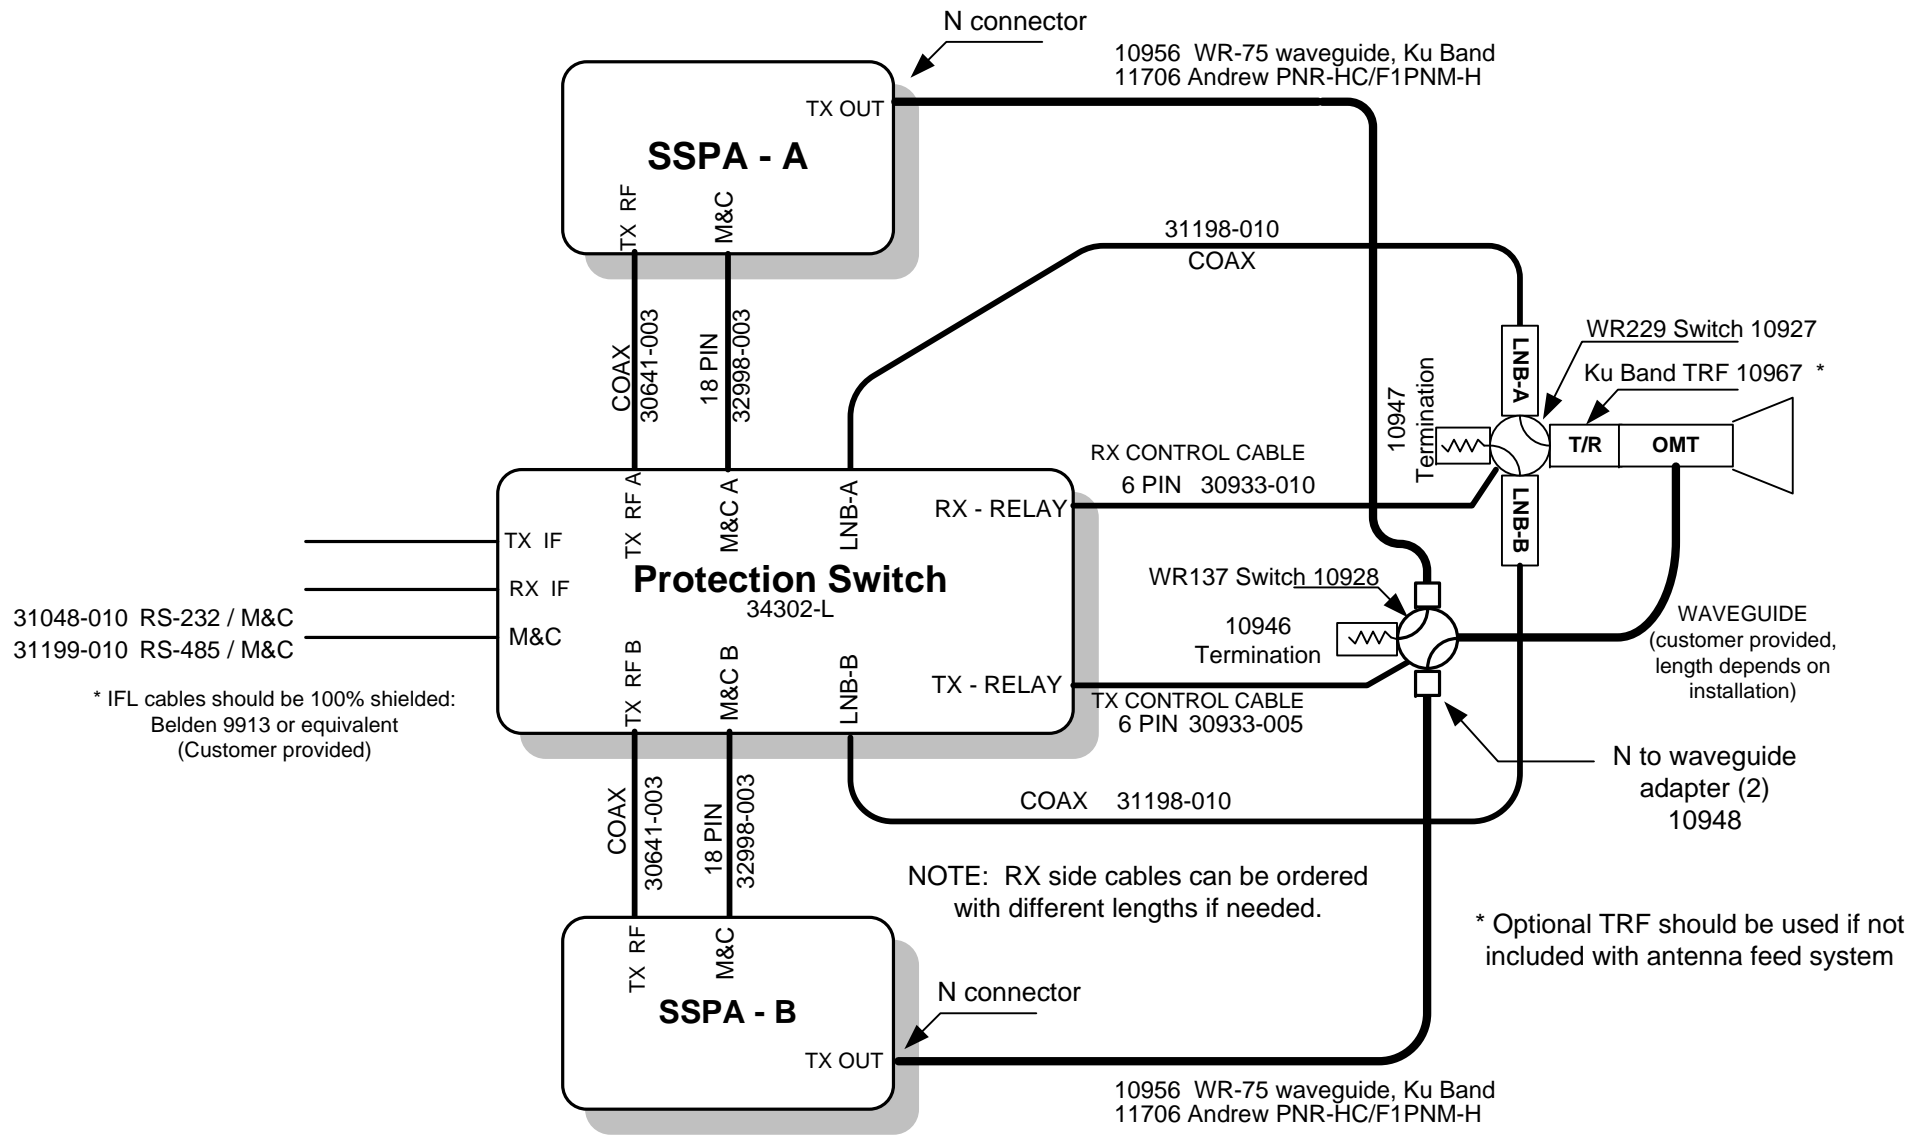 N connector
10956 WR-75 waveguide, Ku Band
11706 Andrew PNR-HC/F1PNM-H
TX OUT
SSPA - A
TX RF
M&C
31198-010
COAX
COAX
30641-003
18 PIN
32998-003
WR229 Switch 10927
Ku Band TRF 10967 *
10947
Termination
LNB-A
T/R
OMT
LNB-B
RX CONTROL CABLE
6 PIN 30933-010
TX RF A
M&C A
LNB-A
RX - RELAY
TX IF
RX IF
M&C
Protection Switch
34302-L
31048-010 RS-232 / M&C
31199-010 RS-485 / M&C
* IFL cables should be 100% shielded:
Belden 9913 or equivalent
(Customer provided)
TX RF B
M&C B
LNB-B
TX - RELAY
WR137 Switch 10928
10946
Termination
TX CONTROL CABLE
6 PIN 30933-005
WAVEGUIDE
(customer provided,
length depends on
installation)
N to waveguide
adapter (2)
10948
COAX
30641-003
18 PIN
32998-003
COAX 31198-010
NOTE: RX side cables can be ordered
with different lengths if needed.
* Optional TRF should be used if not
included with antenna feed system
TX RF
M&C
SSPA - B
TX OUT
N connector
10956 WR-75 waveguide, Ku Band
11706 Andrew PNR-HC/F1PNM-H